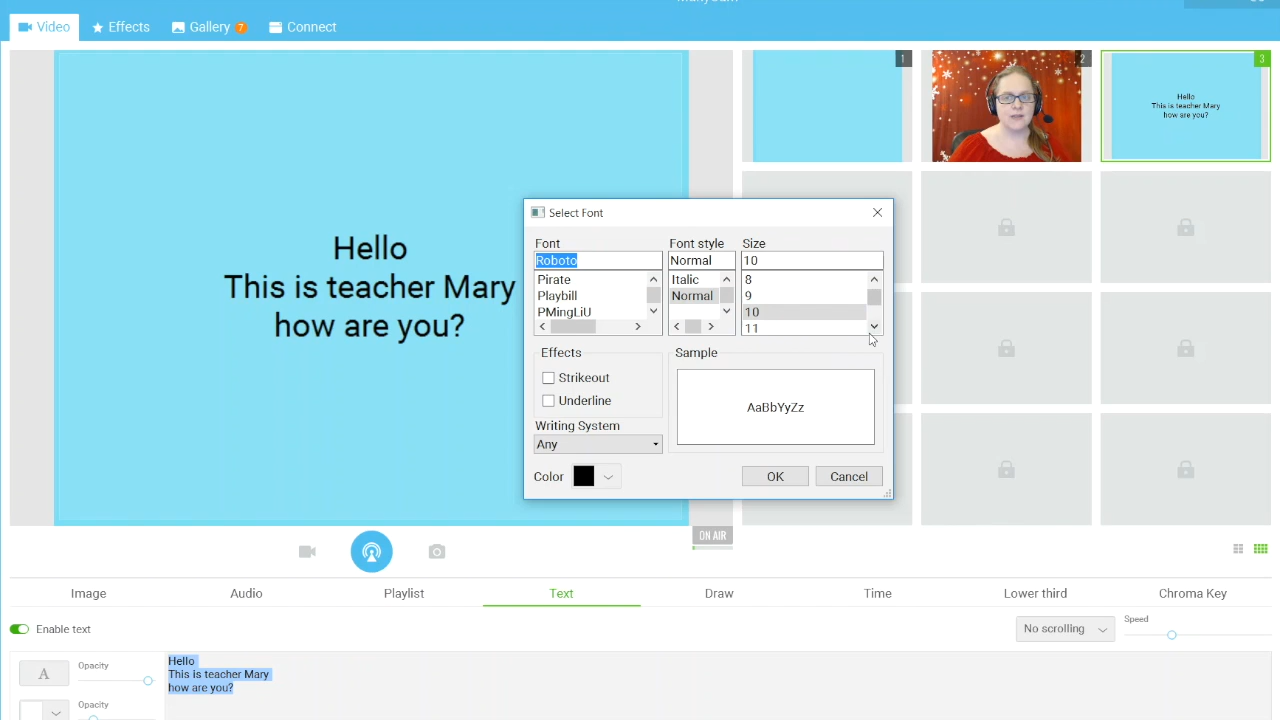 Video
Effects
Gallery 7
Connect
1
2
3
Hello
This is teacher Mary
how are you?
Hello
This is teacher Mary
how are you?
Select Font
Font
Font style
Size
Roboto
Normal
10
Pirate
Playbill
PMingLiU
Italic
Normal
8
9
10
11
Effects
Strikeout
Underline
Sample
AaBbYyZz
Writing System
Any
Color
OK
Cancel
ON AIR
Image
Audio
Playlist
Text
Draw
Time
Lower third
Chroma Key
Enable text
No scrolling
Speed
A
Opacity
Hello
This is teacher Mary
how are you?
Opacity